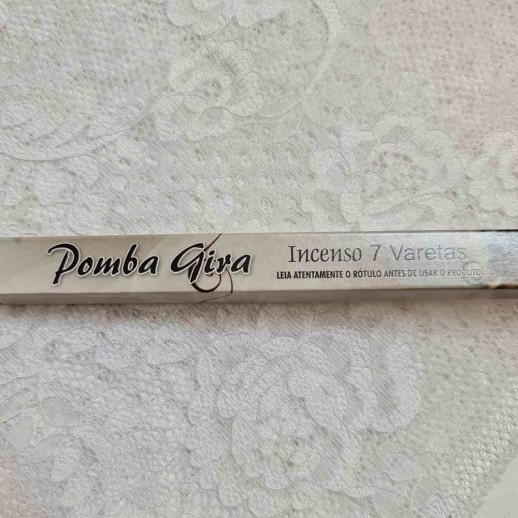 Pomba Gira
Incenso 7 Varetas
LEIA ATENTAMENTE O RÓTULO ANTES DE USAR O PRODUTO